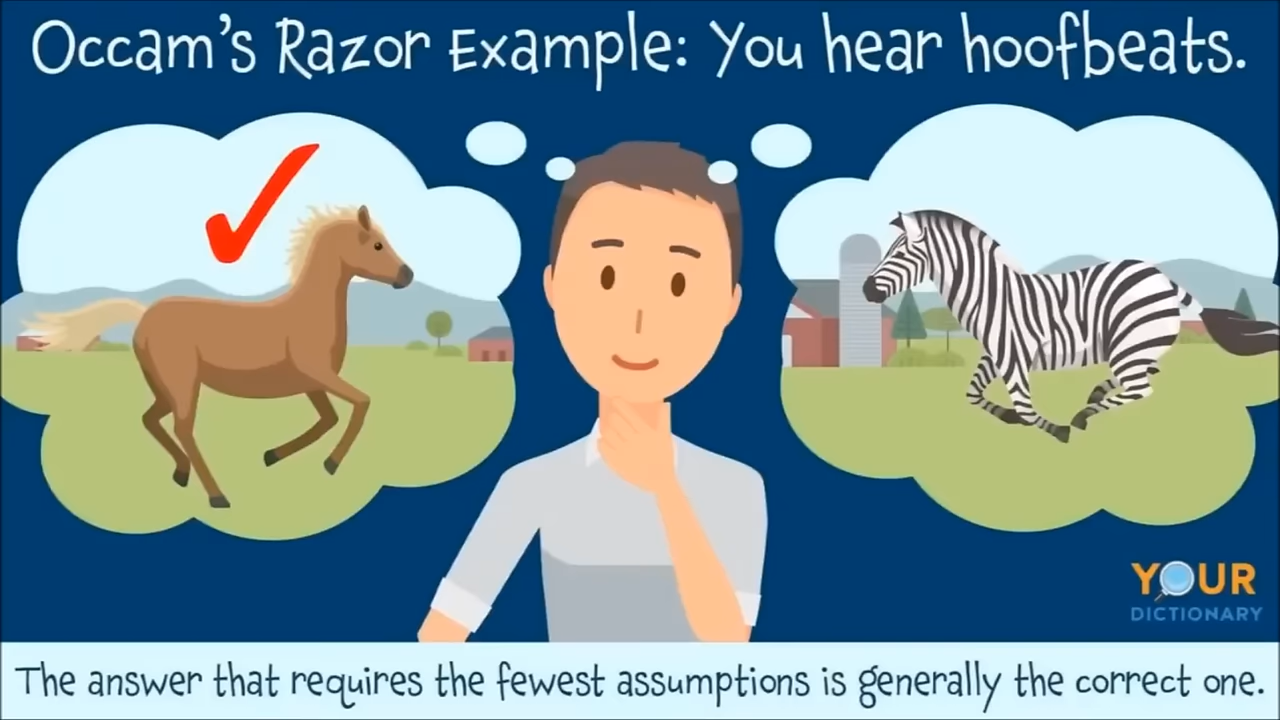 Occam's Razor Example: You hear hoofbeats.
YOUR
DICTIONARY
The answer that requires the fewest assumptions is generally the correct one.